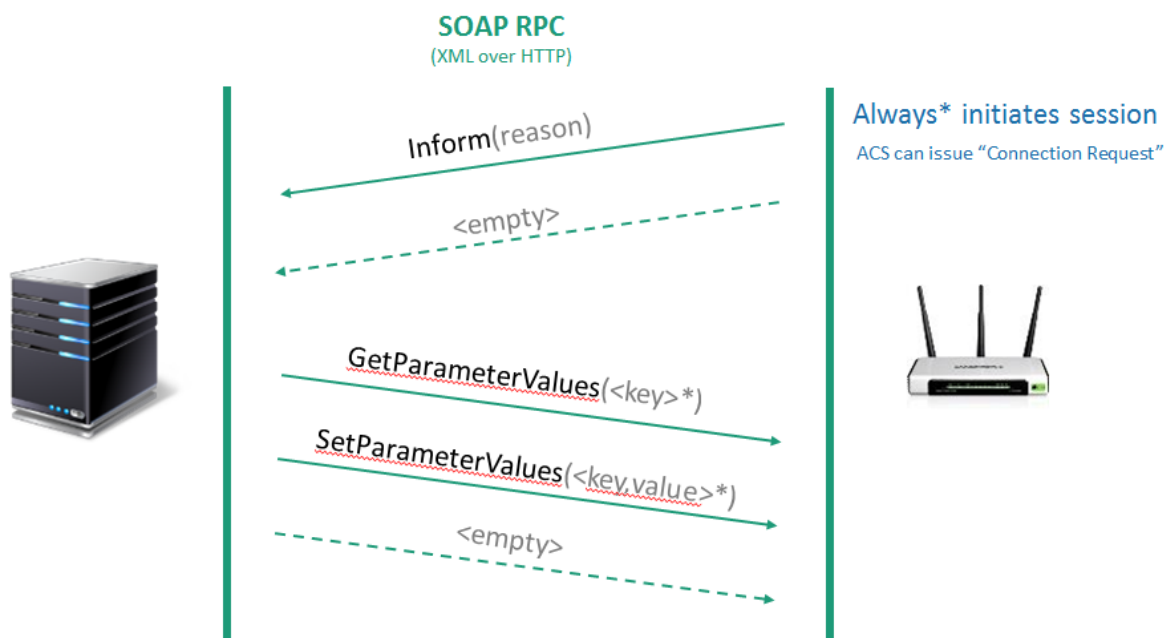 SOAP RPC
(XML over HTTP)
Always* initiates session
ACS can issue “Connection Request”
Inform(reason)
<empty>
GetParameterValues(<key>*)
SetParameterValues(<key,value>*)
<empty>